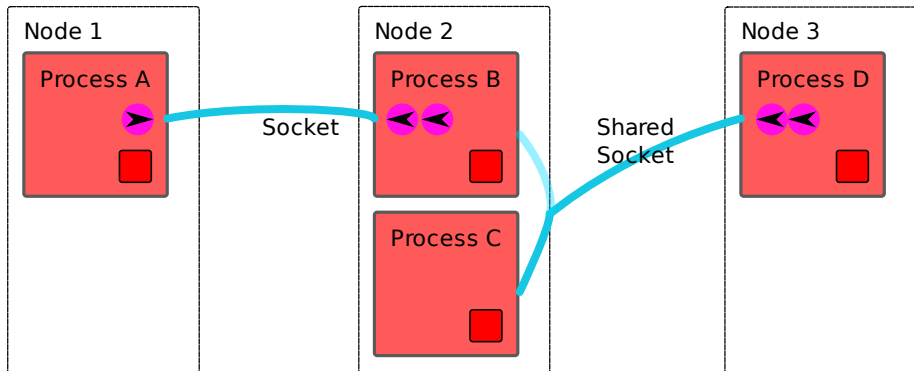 Node 1
Process A
Socket
Node 2
Process B
Process C
Shared
Socket
Node 3
Process D